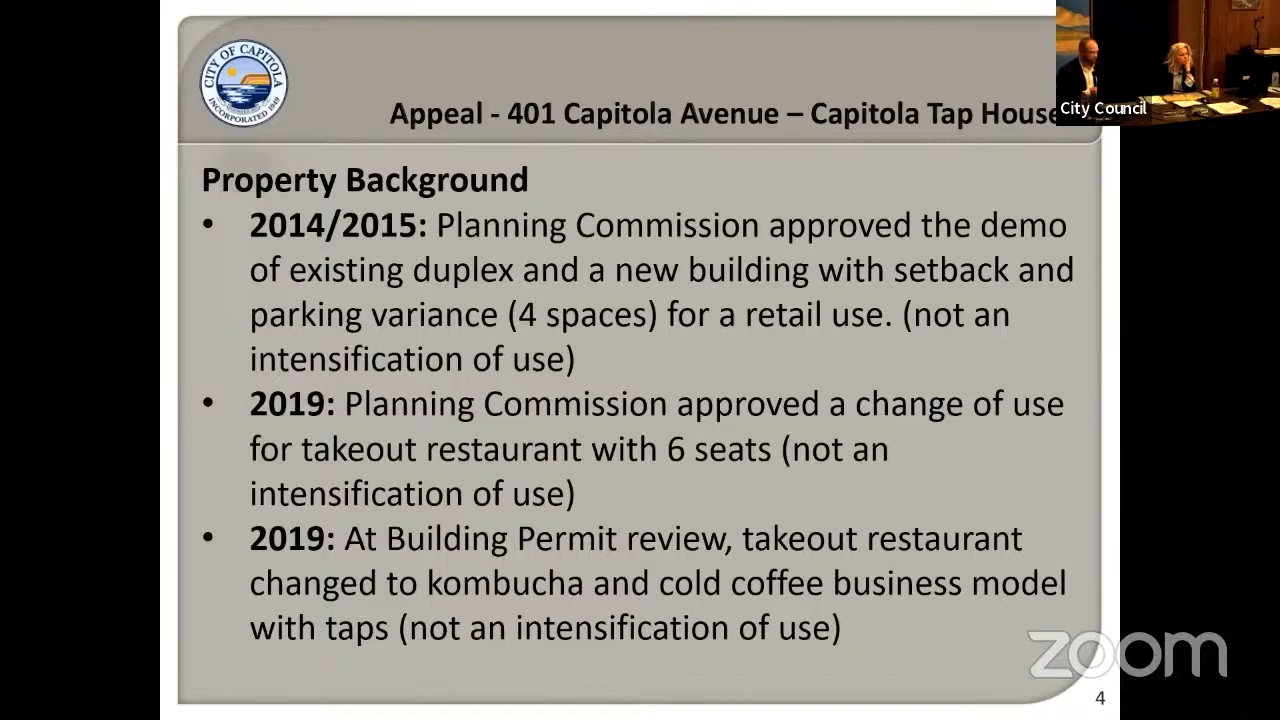 CITY OF CAPITOLA
INCORPORATED 1949
Appeal - 401 Capitola Avenue – Capitola Tap House
City Council
Property Background
• 2014/2015: Planning Commission approved the demo
of existing duplex and a new building with setback and
parking variance (4 spaces) for a retail use. (not an
intensification of use)
• 2019: Planning Commission approved a change of use
for takeout restaurant with 6 seats (not an
intensification of use)
• 2019: At Building Permit review, takeout restaurant
changed to kombucha and cold coffee business model
with taps (not an intensification of use)
zoom
4